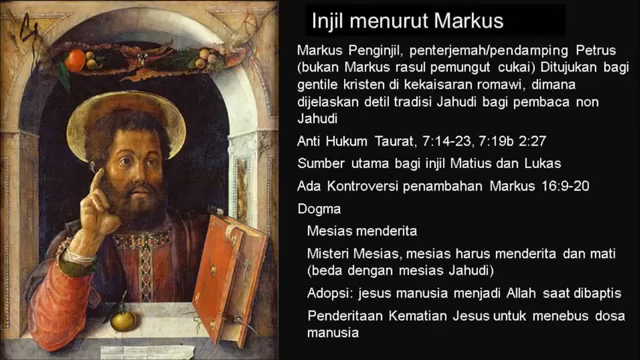 Injil menurut Markus
Markus Penginjil, penterjemah/pendamping Petrus
(bukan Markus rasul pemungut cukai) Ditujukan bagi
gentile kristen di kekaisaran romawi, dimana
dijelaskan detil tradisi Jahudi bagi pembaca non
Jahudi
Anti Hukum Taurat, 7:14-23, 7:19b 2:27
Sumber utama bagi injil Matius dan Lukas
Ada Kontroversi penambahan Markus 16:9-20
Dogma
Mesias menderita
Misteri Mesias, mesias harus menderita dan mati
(beda dengan mesias Jahudi)
Adopsi: jesus manusia menjadi Allah saat dibaptis
Penderitaan Kematian Jesus untuk menebus dosa
manusia